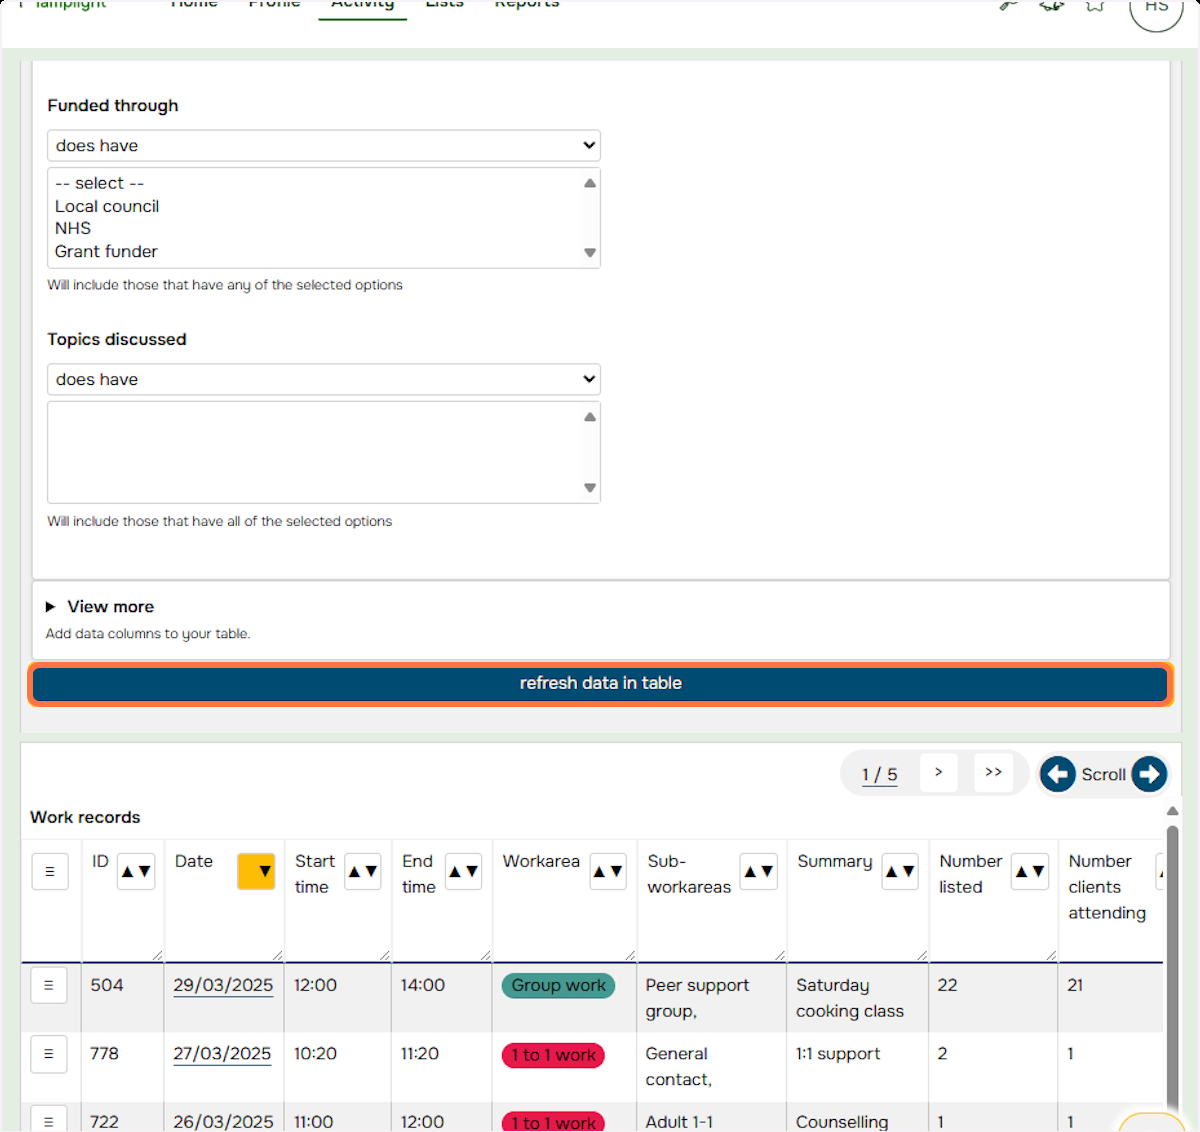 lamplight Home Profile Activity Lists Reports HS
Funded through
does have
-- select --
Local council
NHS
Grant funder
Will include those that have any of the selected options
Topics discussed
does have
Will include those that have all of the selected options
View more
Add data columns to your table.
refresh data in table
1 / 5 > >> Scroll
Work records
ID Date Start time End time Workarea Sub-workareas Summary Number listed Number clients attending
504 29/03/2025 12:00 14:00 Group work Peer support group, Saturday cooking class 22 21
778 27/03/2025 10:20 11:20 1 to 1 work General contact, 1:1 support 2 1
722 26/03/2025 11:00 12:00 1 to 1 work Adult 1-1 Counselling 1 1